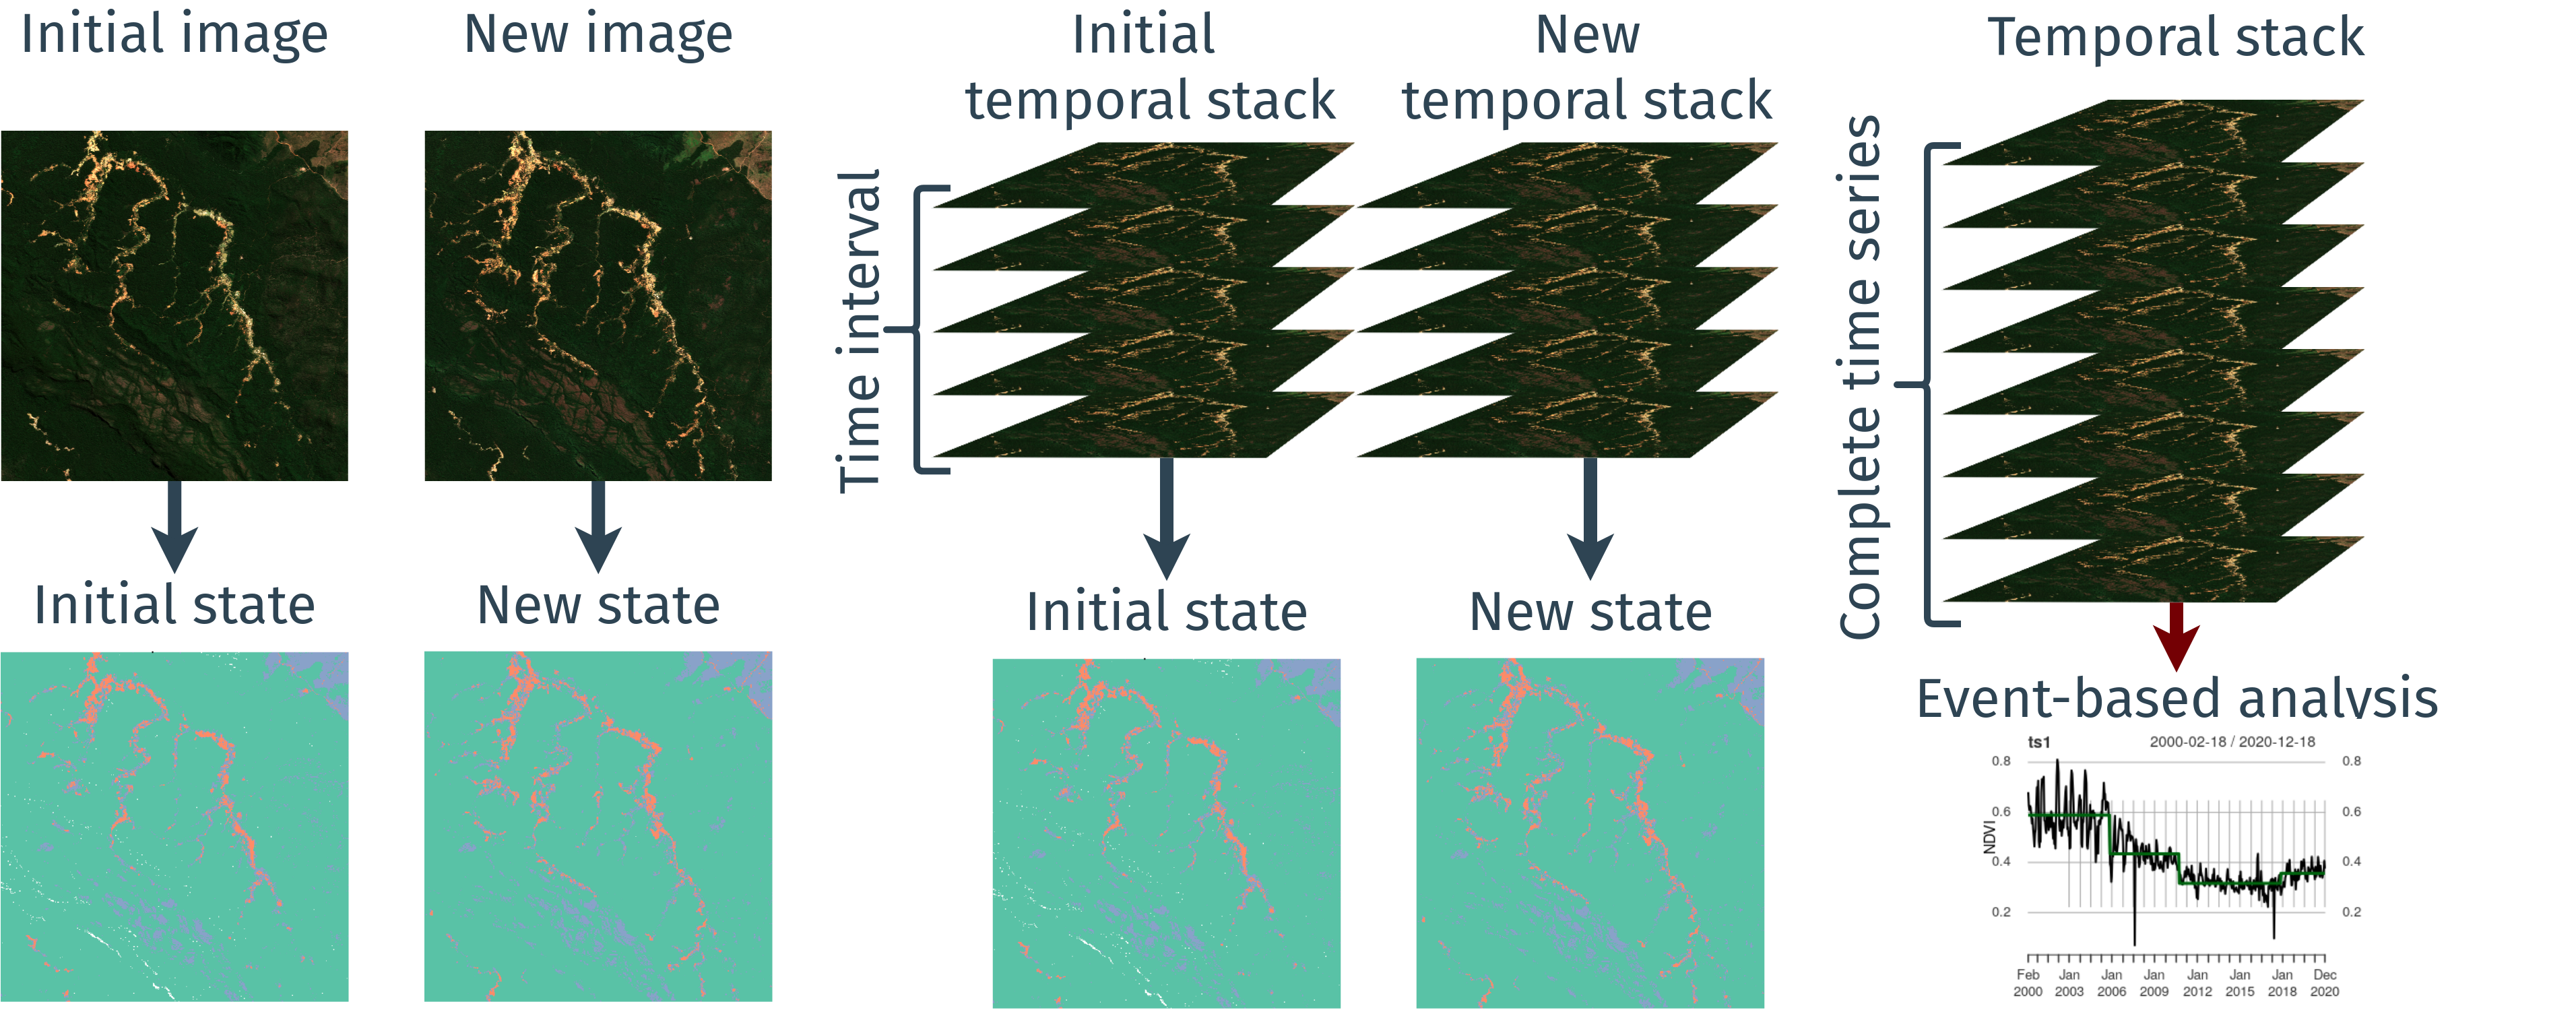 Initial image
New image
Initial
temporal stack
New
temporal stack
Temporal stack
Time interval
Complete time series
Initial state
New state
Initial state
New state
Event-based analysis
ts1
2000-02-18 / 2020-12-18
NDVI
0.8
0.6
0.4
0.2
0.8
0.6
0.4
0.2
Feb Jan Jan Jan Jan Jan Jan Dec
2000 2003 2006 2009 2012 2015 2018 2020